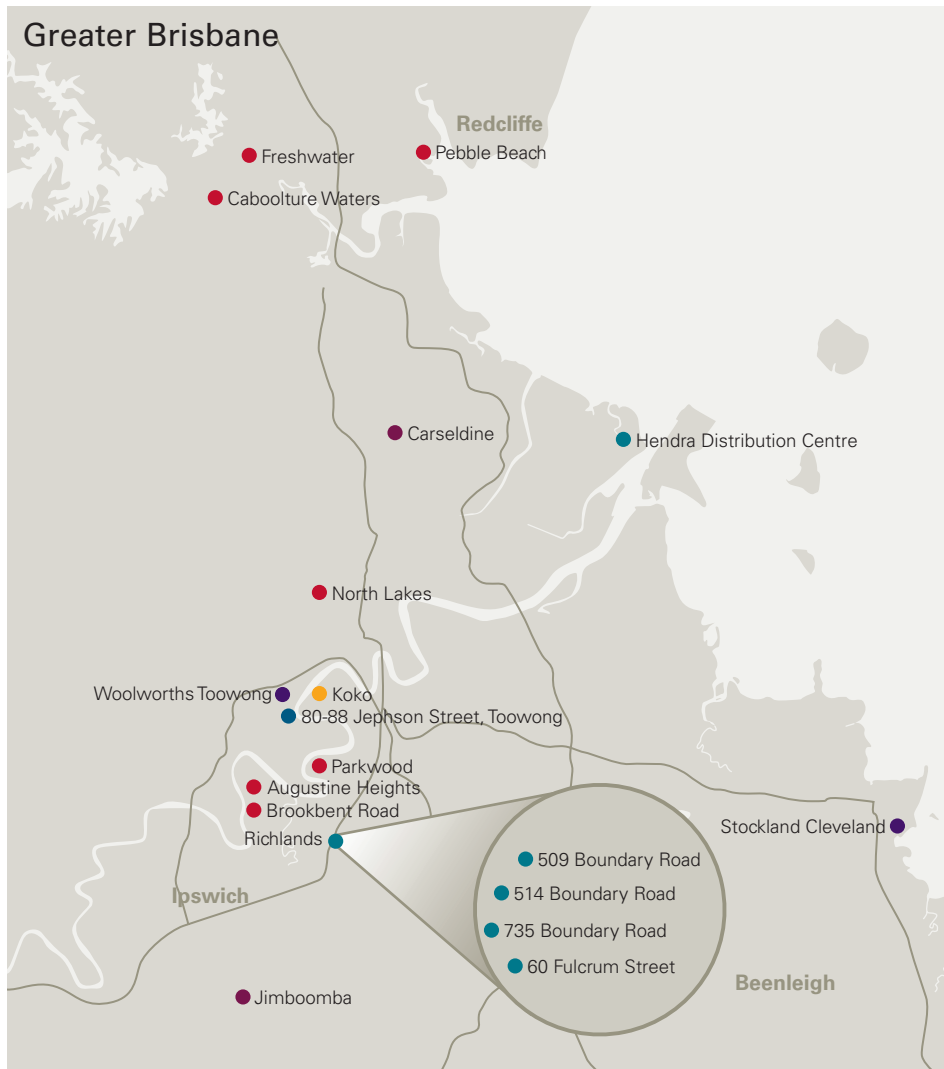 Greater Brisbane
Redcliffe
Freshwater
Pebble Beach
Caboolture Waters
Carseldine
Hendra Distribution Centre
North Lakes
Woolworths Toowong
Koko
80-88 Jephson Street, Toowong
Parkwood
Augustine Heights
Brookbent Road
Richlands
Stockland Cleveland
509 Boundary Road
514 Boundary Road
735 Boundary Road
60 Fulcrum Street
Ipswich
Beenleigh
Jimboomba